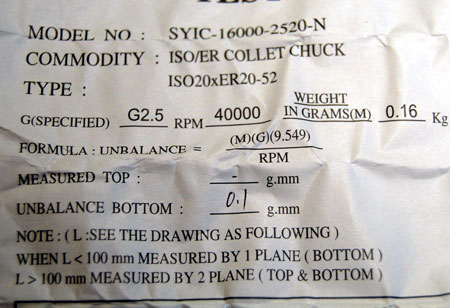 MODEL NO : SYIC-16000-2520-N
COMMODITY : ISO/ER COLLET CHUCK
TYPE : ISO20xER20-52
G(SPECIFIED) G2.5 RPM 40000 WEIGHT IN GRAMS(M) 0.16 Kg
FORMULA : UNBALANCE = (M)(G)(9.549)
RPM
MEASURED TOP : - g.mm
UNBALANCE BOTTOM : 0.1 g.mm
NOTE : ( L :SEE THE DRAWING AS FOLLOWING )
WHEN L < 100 mm MEASURED BY 1 PLANE ( BOTTOM )
L > 100 mm MEASURED BY 2 PLANE ( TOP & BOTTOM )